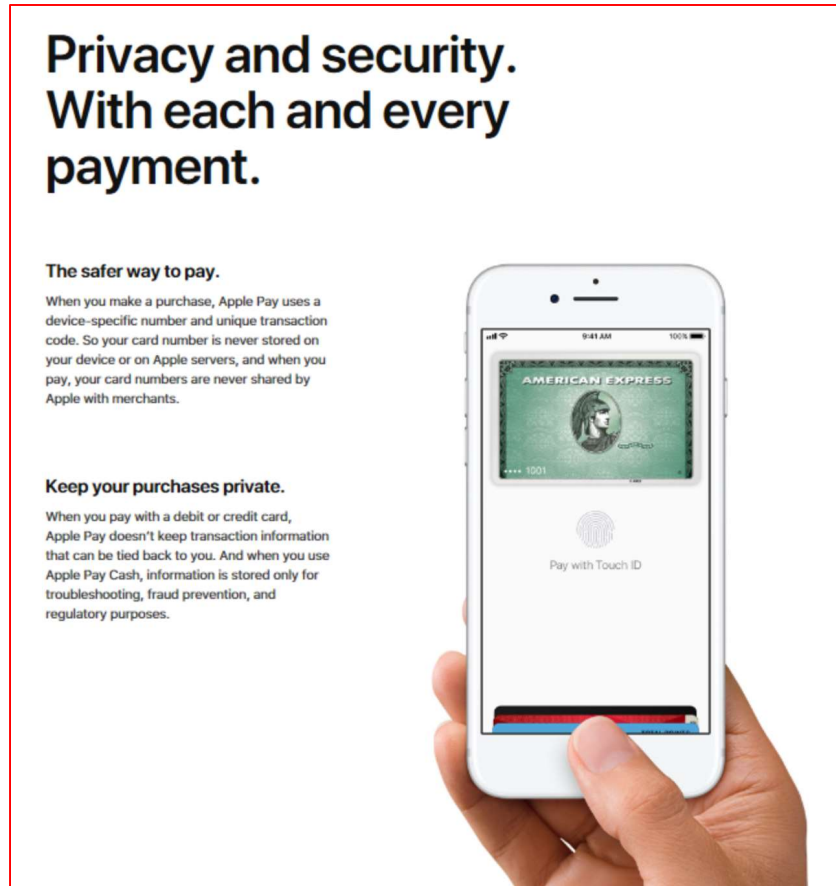 Privacy and security.
With each and every
payment.
The safer way to pay.
When you make a purchase, Apple Pay uses a
device-specific number and unique transaction
code. So your card number is never stored on
your device or on Apple servers, and when you
pay, your card numbers are never shared by
Apple with merchants.
Keep your purchases private.
When you pay with a debit or credit card,
Apple Pay doesn't keep transaction information
that can be tied back to you. And when you use
Apple Pay Cash, information is stored only for
troubleshooting, fraud prevention, and
regulatory purposes.
9:41 AM 100%
AMERICAN EXPRESS
•••• 1001
Pay with Touch ID